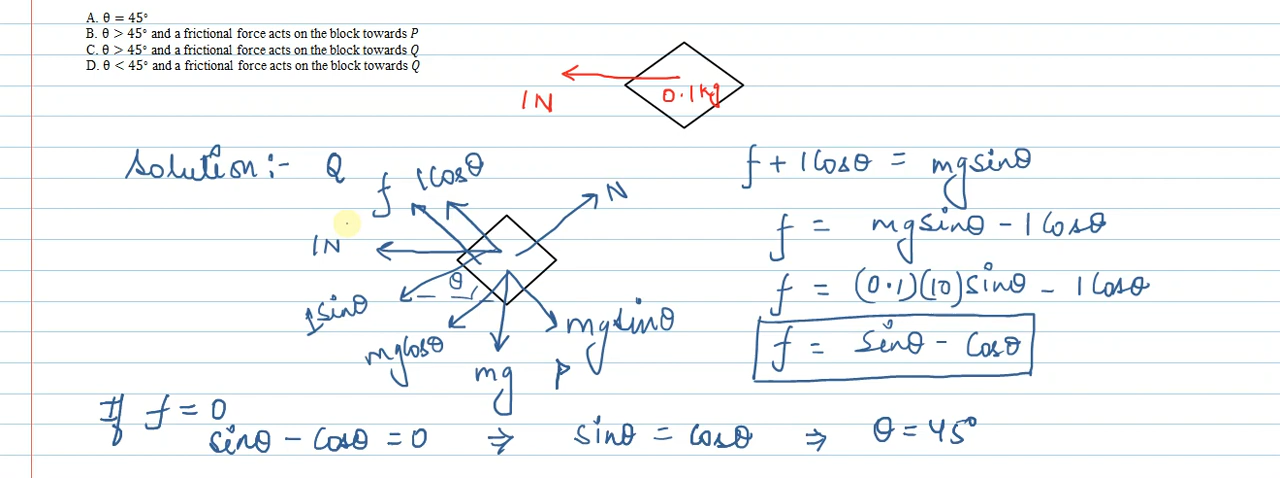 A. θ = 45°
B. θ > 45° and a frictional force acts on the block towards P
C. θ > 45° and a frictional force acts on the block towards Q
D. θ < 45° and a frictional force acts on the block towards Q
1N
0.1kg
Solution:- Q
f 1Cosθ
N
1N
θ
1sinθ
mgcosθ
mg
mgsinθ
P
f + 1Cosθ = mgsinθ
f = mgsinθ - 1Cosθ
f = (0.1)(10)sinθ - 1Cosθ
f = Sinθ - Cosθ
If f = 0
sinθ - Cosθ = 0 ⇒ sinθ = cosθ ⇒ θ = 45°